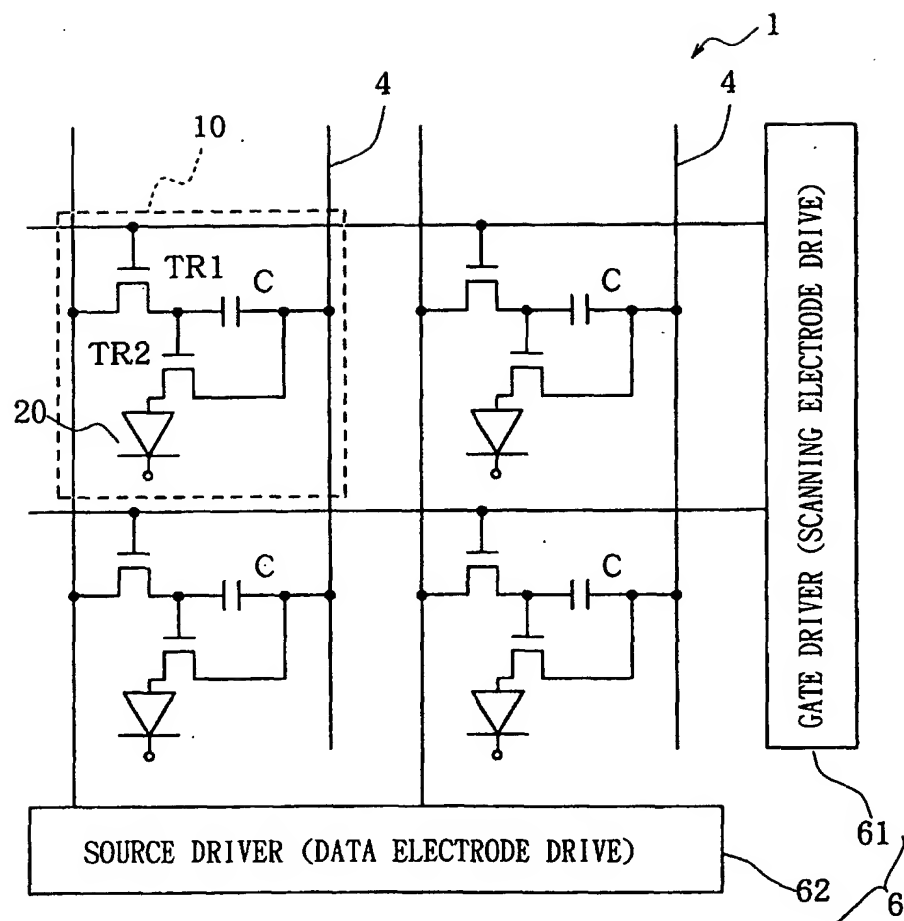 1
4
4
10
TR1
C
C
TR2
20
C
C
GATE DRIVER (SCANNING ELECTRODE DRIVE)
61
SOURCE DRIVER (DATA ELECTRODE DRIVE)
62
6